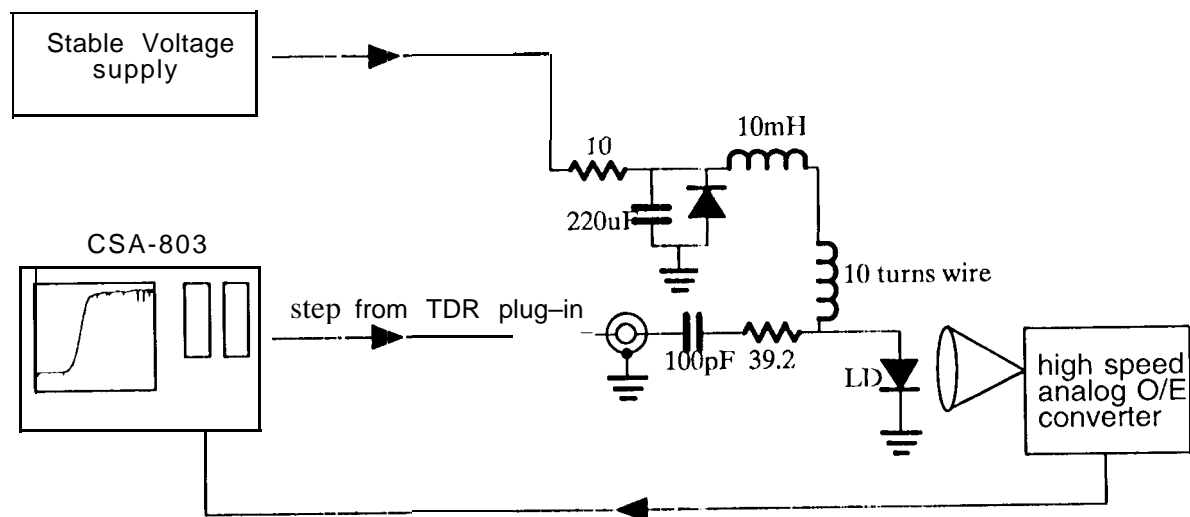 Stable Voltage
supply
10
10mH
220uF
10 turns wire
CSA-803
step from TDR plug-in
100pF 39.2
LD
high speed
analog O/E
converter